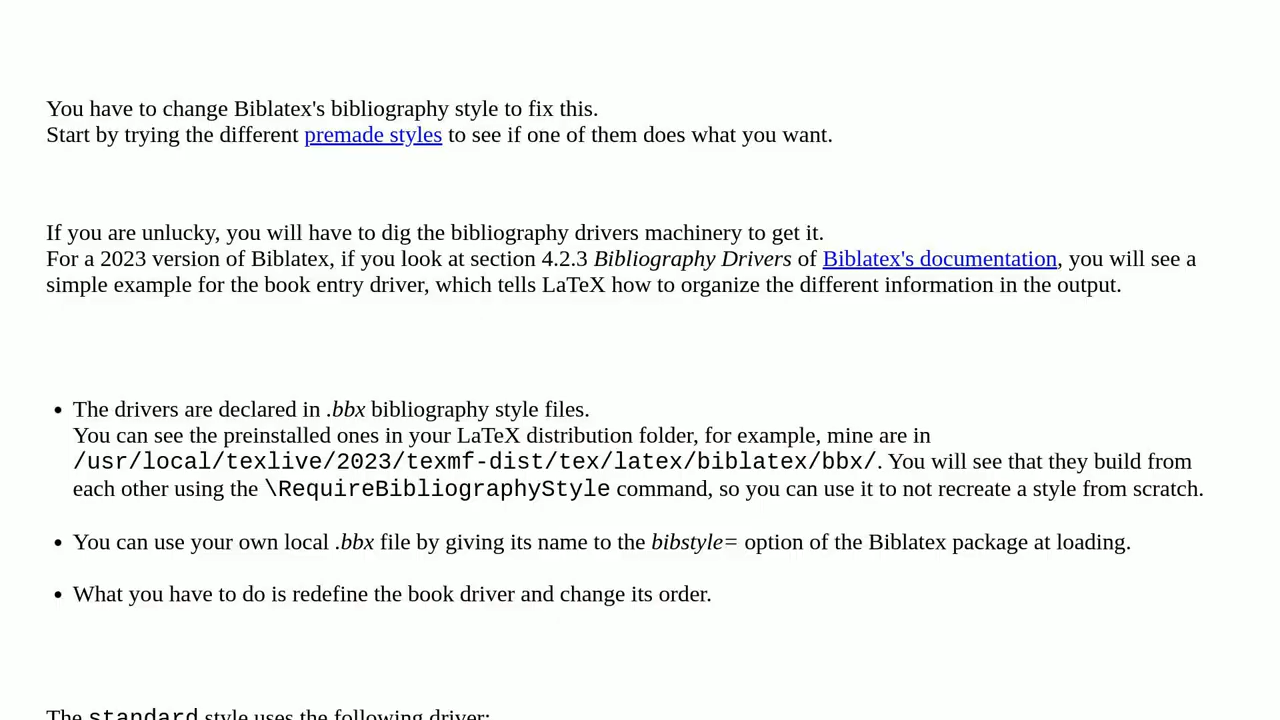 You have to change Biblatex's bibliography style to fix this.
Start by trying the different premade styles to see if one of them does what you want.
If you are unlucky, you will have to dig the bibliography drivers machinery to get it.
For a 2023 version of Biblatex, if you look at section 4.2.3 Bibliography Drivers of Biblatex's documentation, you will see a
simple example for the book entry driver, which tells LaTeX how to organize the different information in the output.
• The drivers are declared in .bbx bibliography style files.
You can see the preinstalled ones in your LaTeX distribution folder, for example, mine are in
/usr/local/texlive/2023/texmf-dist/tex/latex/biblatex/bbx/. You will see that they build from
each other using the \RequireBibliographyStyle command, so you can use it to not recreate a style from scratch.
• You can use your own local .bbx file by giving its name to the bibstyle= option of the Biblatex package at loading.
• What you have to do is redefine the book driver and change its order.
The standard style uses the following driver: